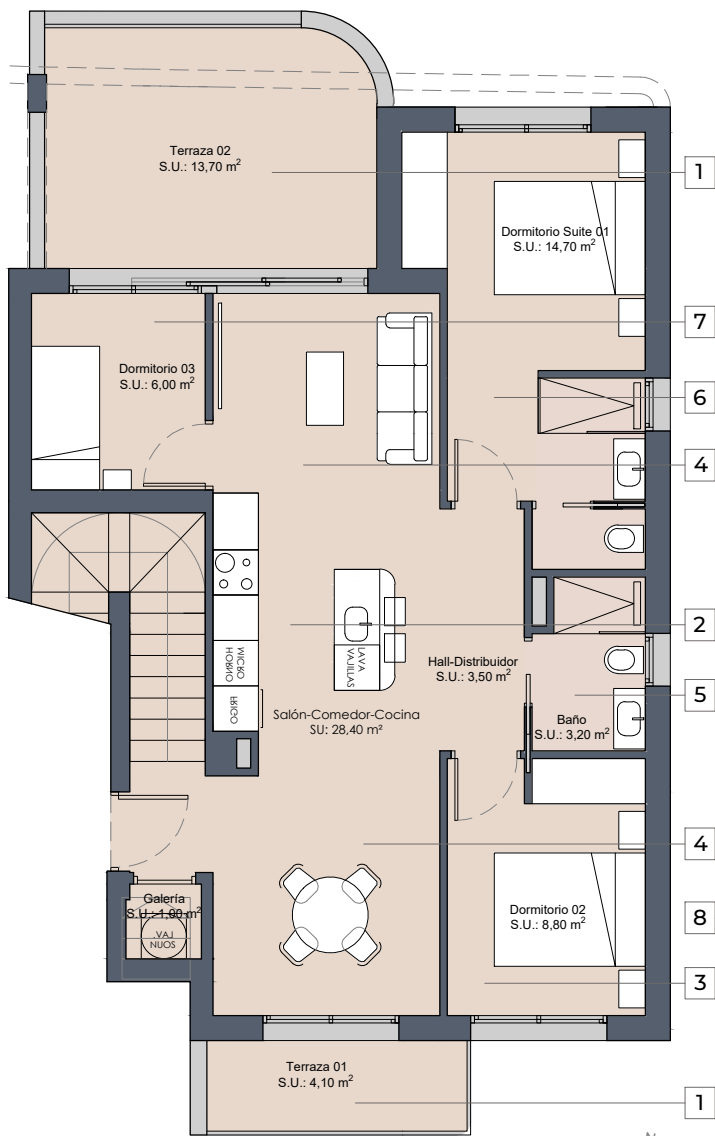 Terraza 02
S.U.: 13,70 m²
1
Dormitorio Suite 01
S.U.: 14,70 m²
7
Dormitorio 03
S.U.: 6,00 m²
6
4
2
LAVA
VAJILLAS
MICRO
HORNO
Hall-Distribuidor
S.U.: 3,50 m²
5
FRIGO
Salón-Comedor-Cocina
SU: 28,40 m²
Baño
S.U.: 3,20 m²
4
Galería
S.U.: 1,00 m²
LAV.
NUOS
Dormitorio 02
S.U.: 8,80 m²
8
3
Terraza 01
S.U.: 4,10 m²
1
N